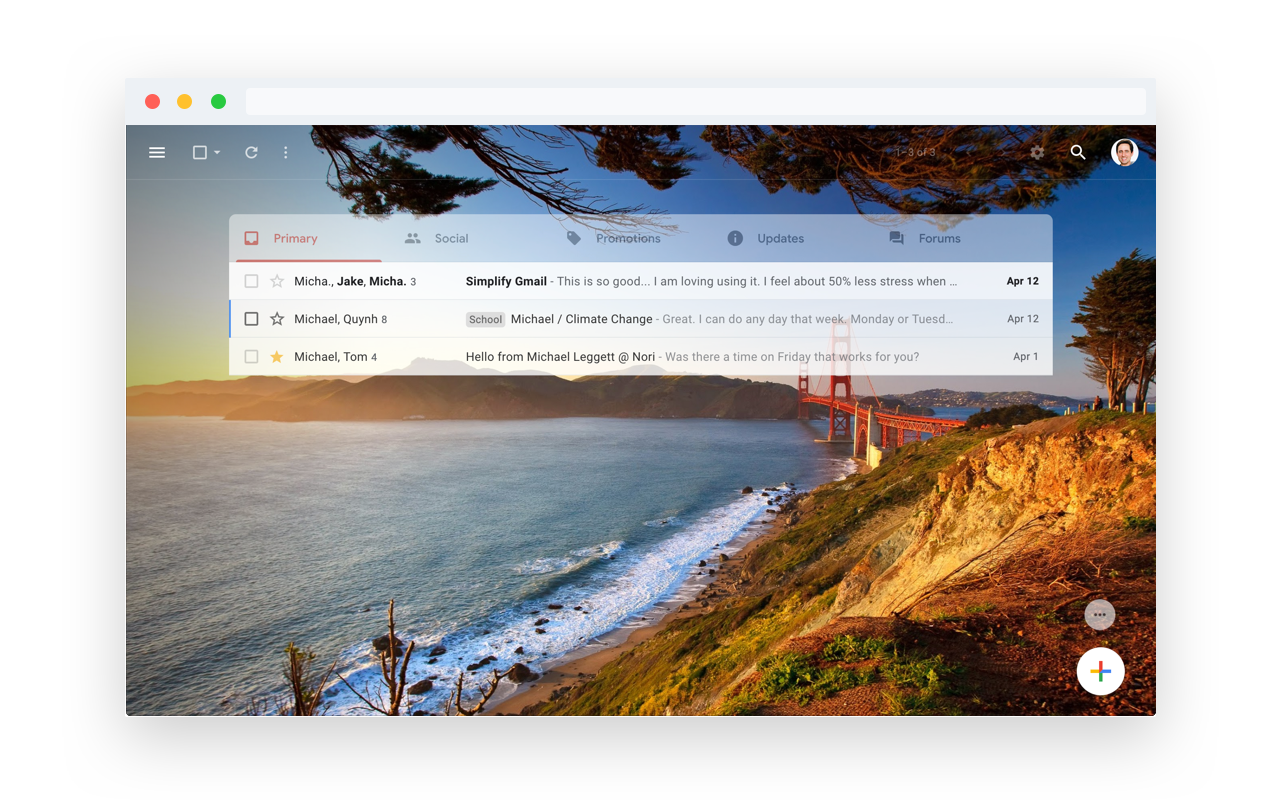 1–3 of 3
Primary Social Promotions Updates Forums
Micha., Jake, Micha. 3 Simplify Gmail - This is so good... I am loving using it. I feel about 50% less stress when ... Apr 12
Michael, Quynh 8 School Michael / Climate Change - Great. I can do any day that week. Monday or Tuesd... Apr 12
Michael, Tom 4 Hello from Michael Leggett @ Nori - Was there a time on Friday that works for you? Apr 1